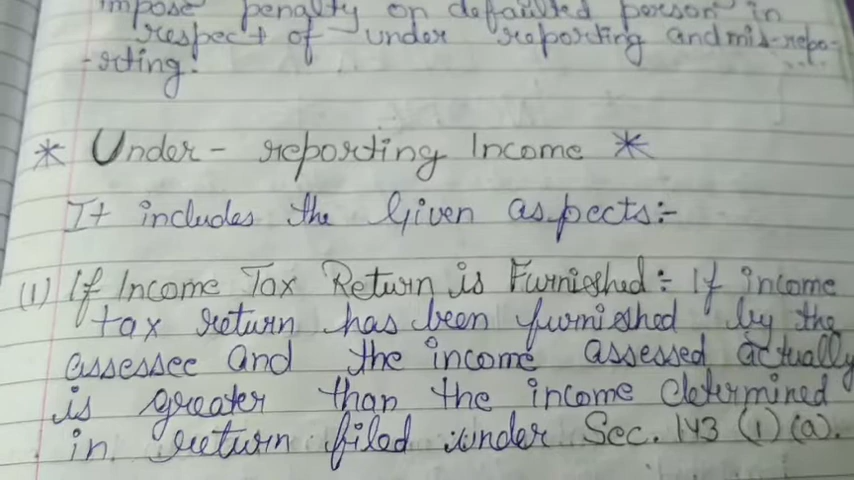 impose penalty on defaulted person in
respect of under reporting and mis-repo-
-rting.
* Under - reporting Income *
It includes the Given aspects:-
(1) If Income Tax Return is Furnished:- If income
tax return has been furnished by the
assessee and the income assessed actually
is greater than the income determined
in return filed under Sec. 143 (1) (a).